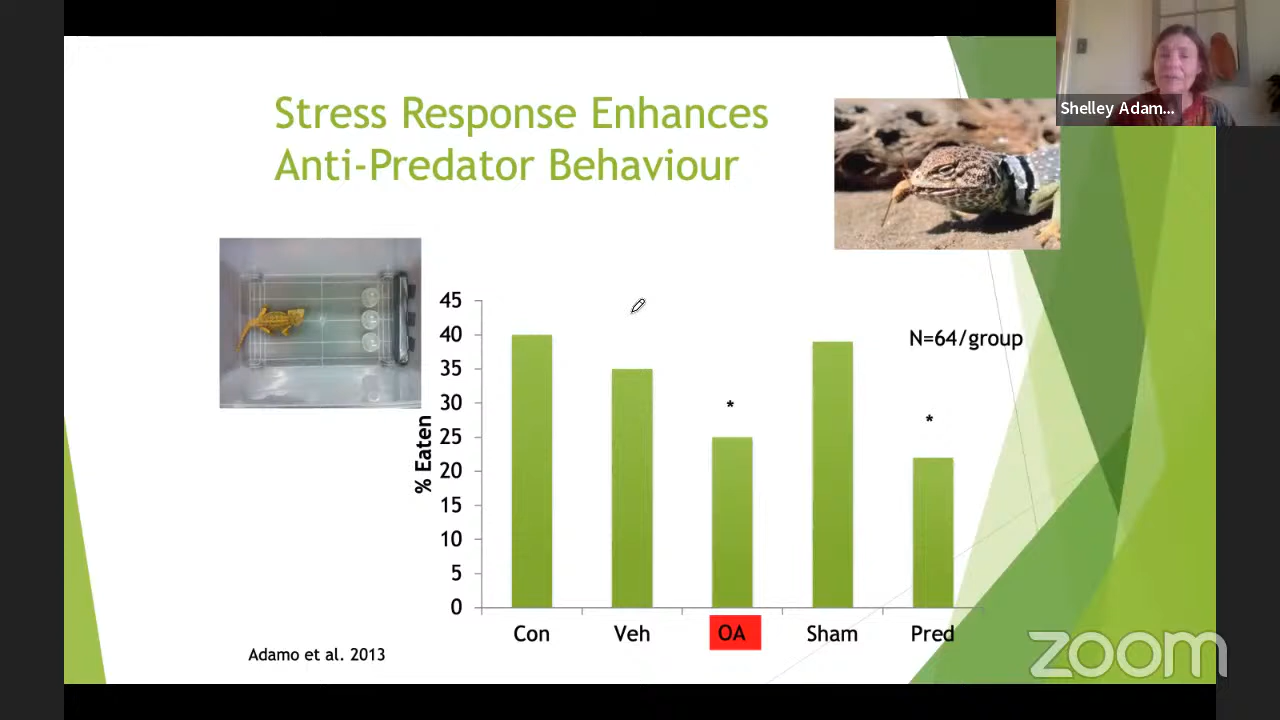 Shelley Adam...
Stress Response Enhances
Anti-Predator Behaviour
45
40
35
30
25
20
15
10
5
0
% Eaten
*
*
N=64/group
Con
Veh
OA
Sham
Pred
Adamo et al. 2013
zoom